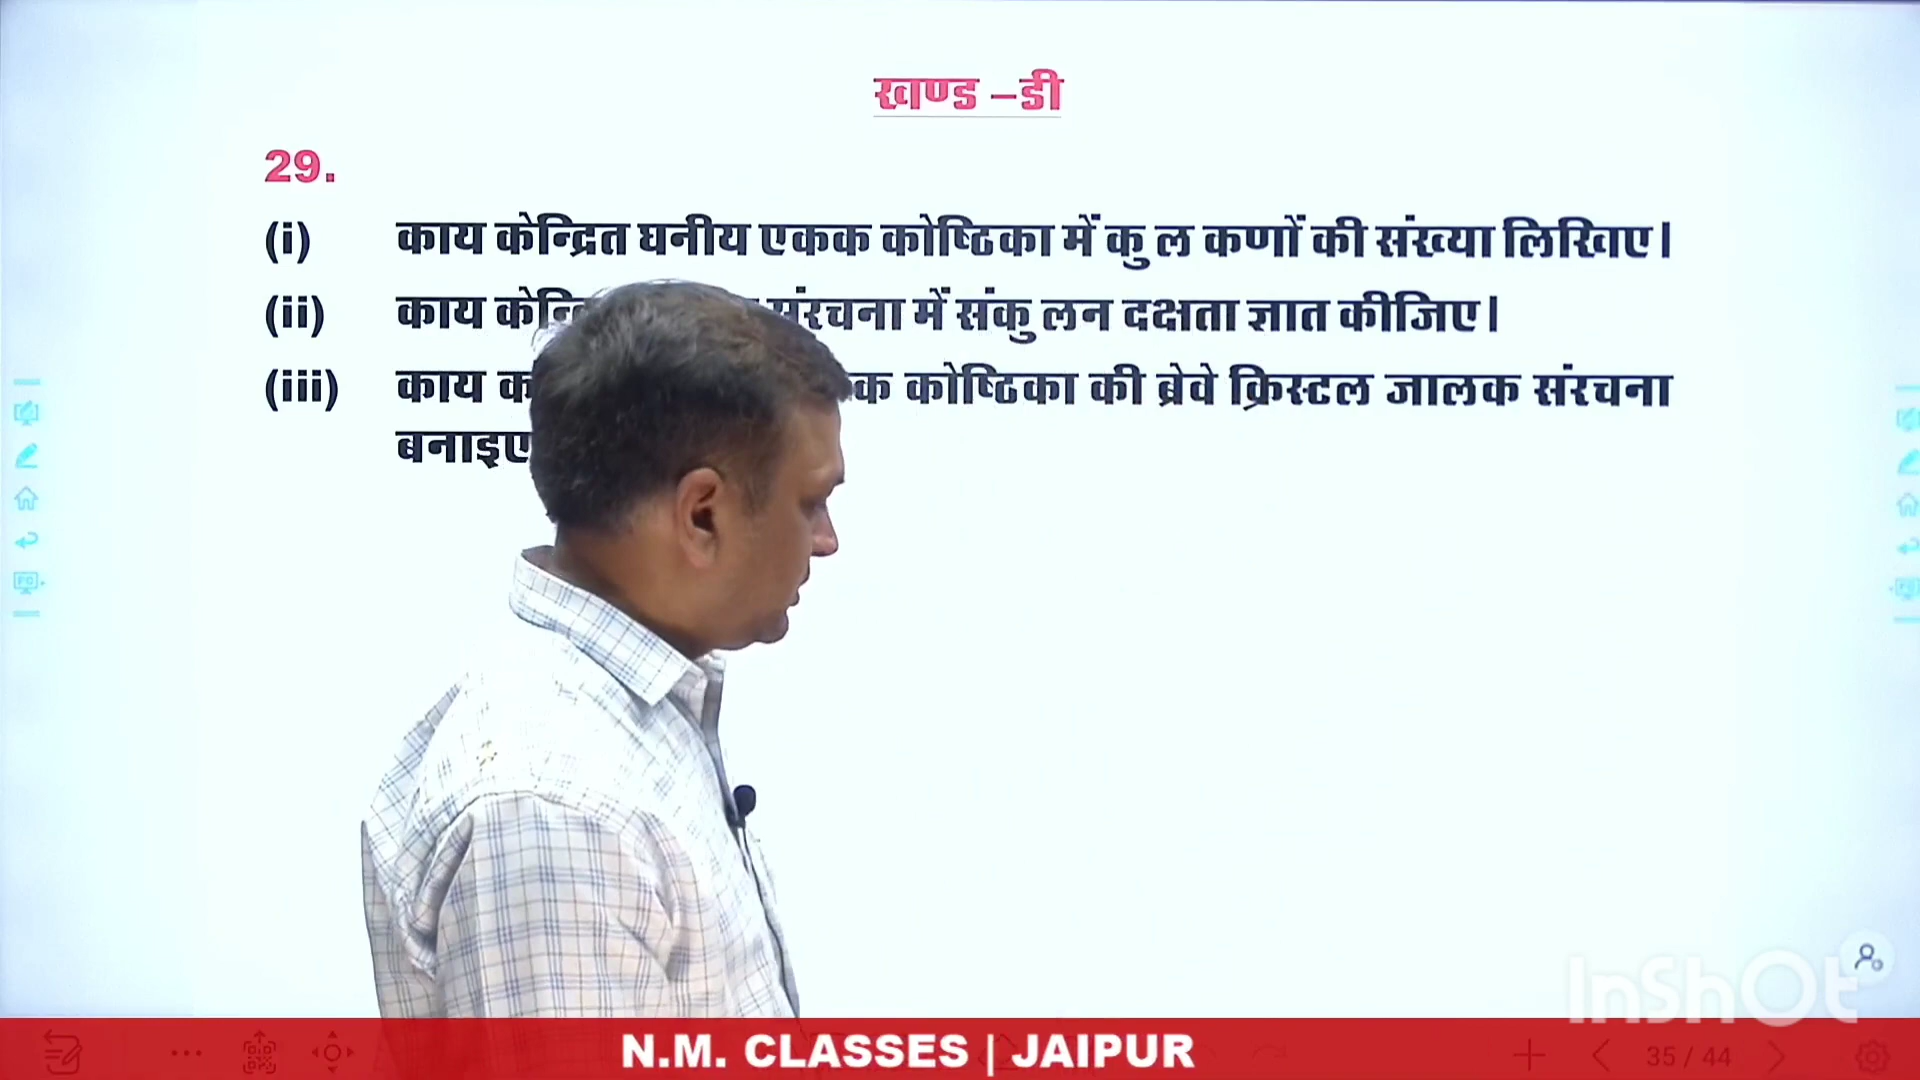 खण्ड –डी
29.
(i) काय केन्द्रित घनीय एकक कोष्ठिका में कुल कणों की संख्या लिखिए।
(ii) काय संरचना में संकुलन दक्षता ज्ञात कीजिए।
(iii) काय कोष्ठिका की ब्रेवे क्रिस्टल जालक संरचना
बनाइए
InShOt
N.M. CLASSES | JAIPUR
35 / 44